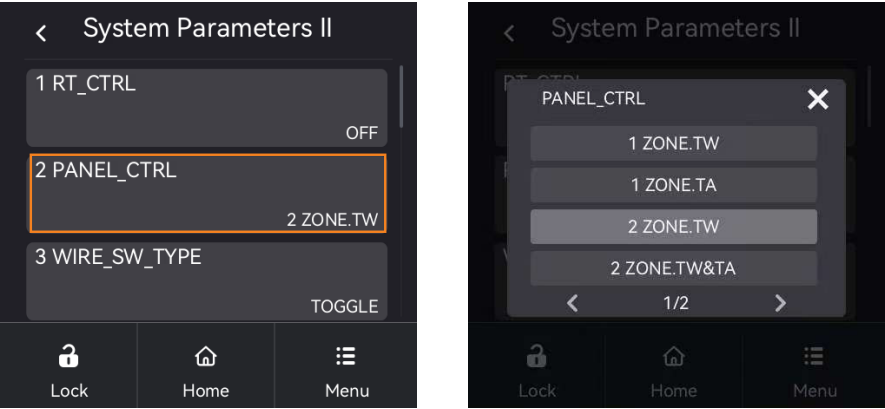 System Parameters II
1 RT_CTRL
OFF
2 PANEL_CTRL
2 ZONE.TW
3 WIRE_SW_TYPE
TOGGLE
Lock
Home
Menu
System Parameters II
PANEL_CTRL
1 ZONE.TW
1 ZONE.TA
2 ZONE.TW
2 ZONE.TW&TA
1/2
Lock
Home
Menu